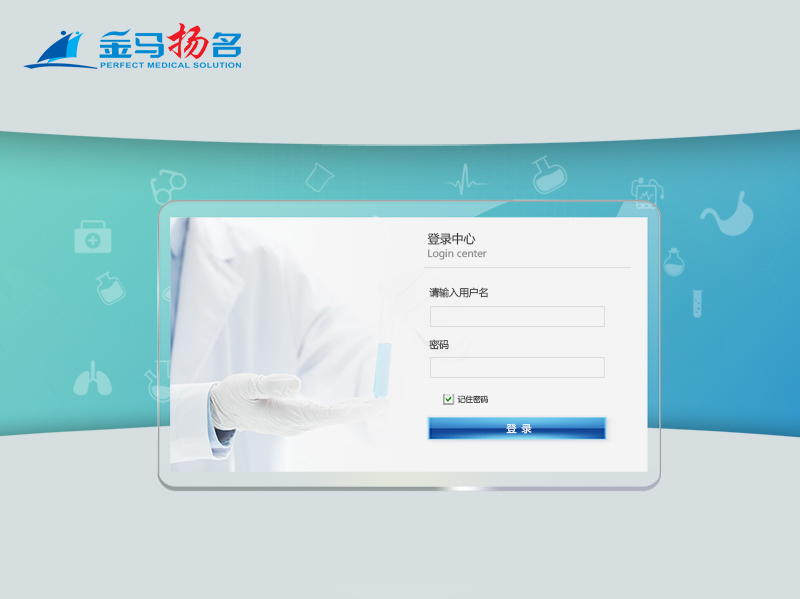 金马扬名
PERFECT MEDICAL SOLUTION
登录中心
Login center
请输入用户名
密码
记住密码
登 录